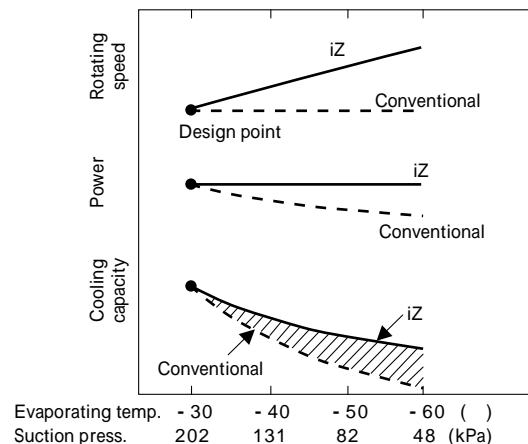 Rotating
speed
iZ
Conventional
Design point
Power
iZ
Conventional
Cooling
capacity
iZ
Conventional
Evaporating temp. - 30 - 40 - 50 - 60 ( )
Suction press. 202 131 82 48 (kPa)